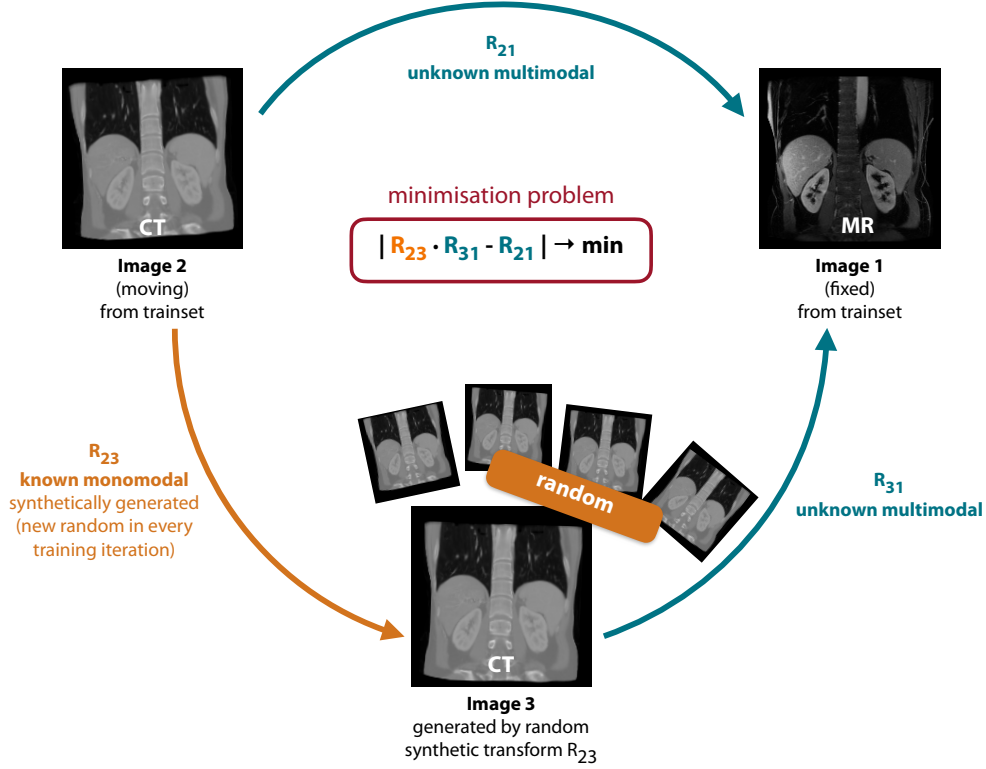 R21
unknown multimodal
CT
MR
Image 2
(moving)
from trainset
minimisation problem
| R23 · R31 - R21 | → min
Image 1
(fixed)
from trainset
R23
known monomodal
synthetically generated
(new random in every
training iteration)
random
R31
unknown multimodal
CT
Image 3
generated by random
synthetic transform R23